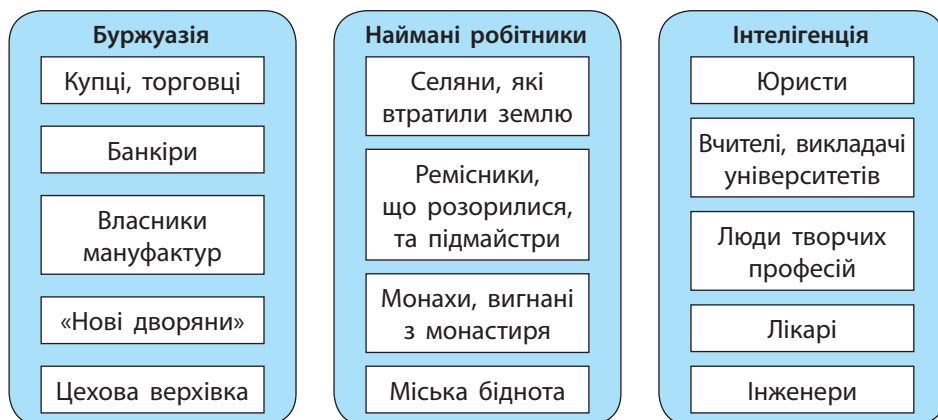 Буржуазія
Купці, торговці
Банкіри
Власники
мануфактур
«Нові дворяни»
Цехова верхівка
Наймані робітники
Селяни, які
втратили землю
Ремісники,
що розорилися,
та підмайстри
Монахи, вигнані
з монастиря
Міська біднота
Інтелігенція
Юристи
Вчителі, викладачі
університетів
Люди творчих
професій
Лікарі
Інженери